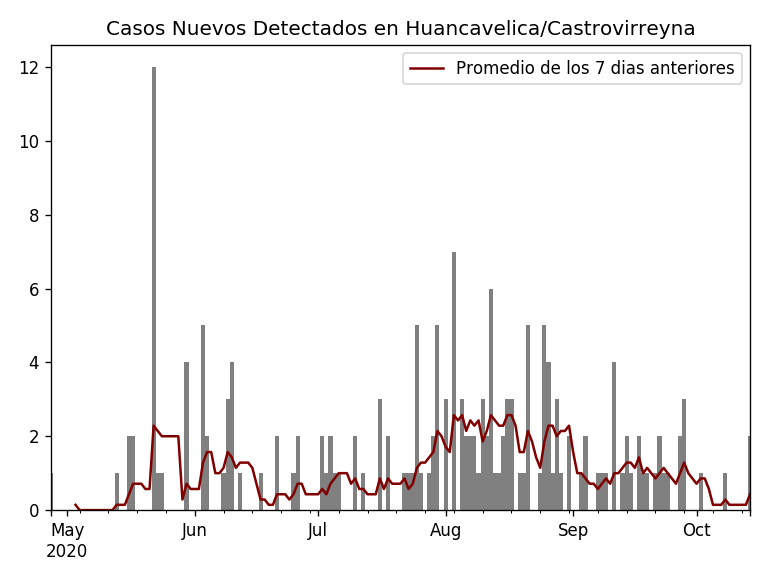 Casos Nuevos Detectados en Huancavelica/Castrovirreyna
Promedio de los 7 dias anteriores
12
10
8
6
4
2
0
May Jun Jul Aug Sep Oct
2020